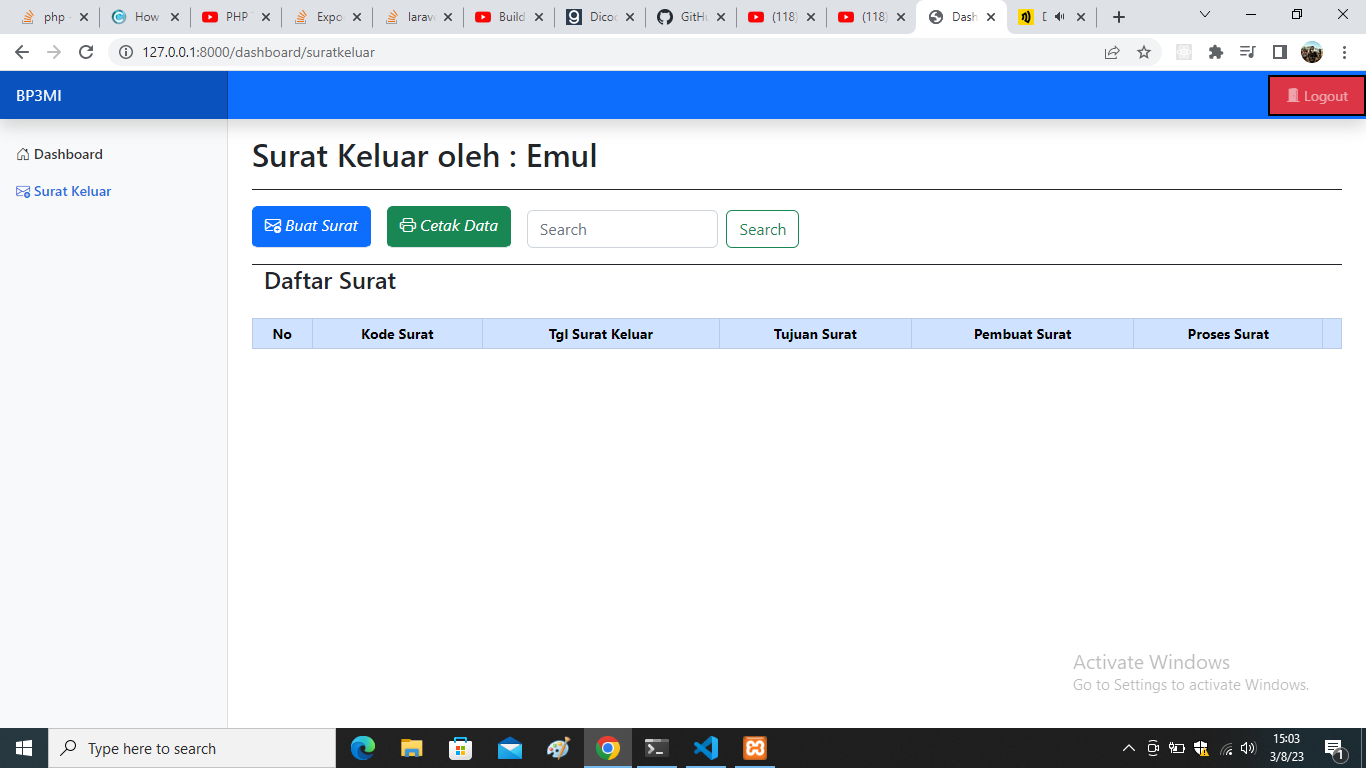 php
How
PHP
Expo
larav
Build
Dicoc
GitHu
(118)
(118)
Dash
127.0.0.1:8000/dashboard/suratkeluar
BP3MI
Logout
Dashboard
Surat Keluar
Surat Keluar oleh : Emul
Buat Surat
Cetak Data
Search
Search
Daftar Surat
No Kode Surat Tgl Surat Keluar Tujuan Surat Pembuat Surat Proses Surat
Activate Windows
Go to Settings to activate Windows.
Type here to search
15:03
3/8/23
1